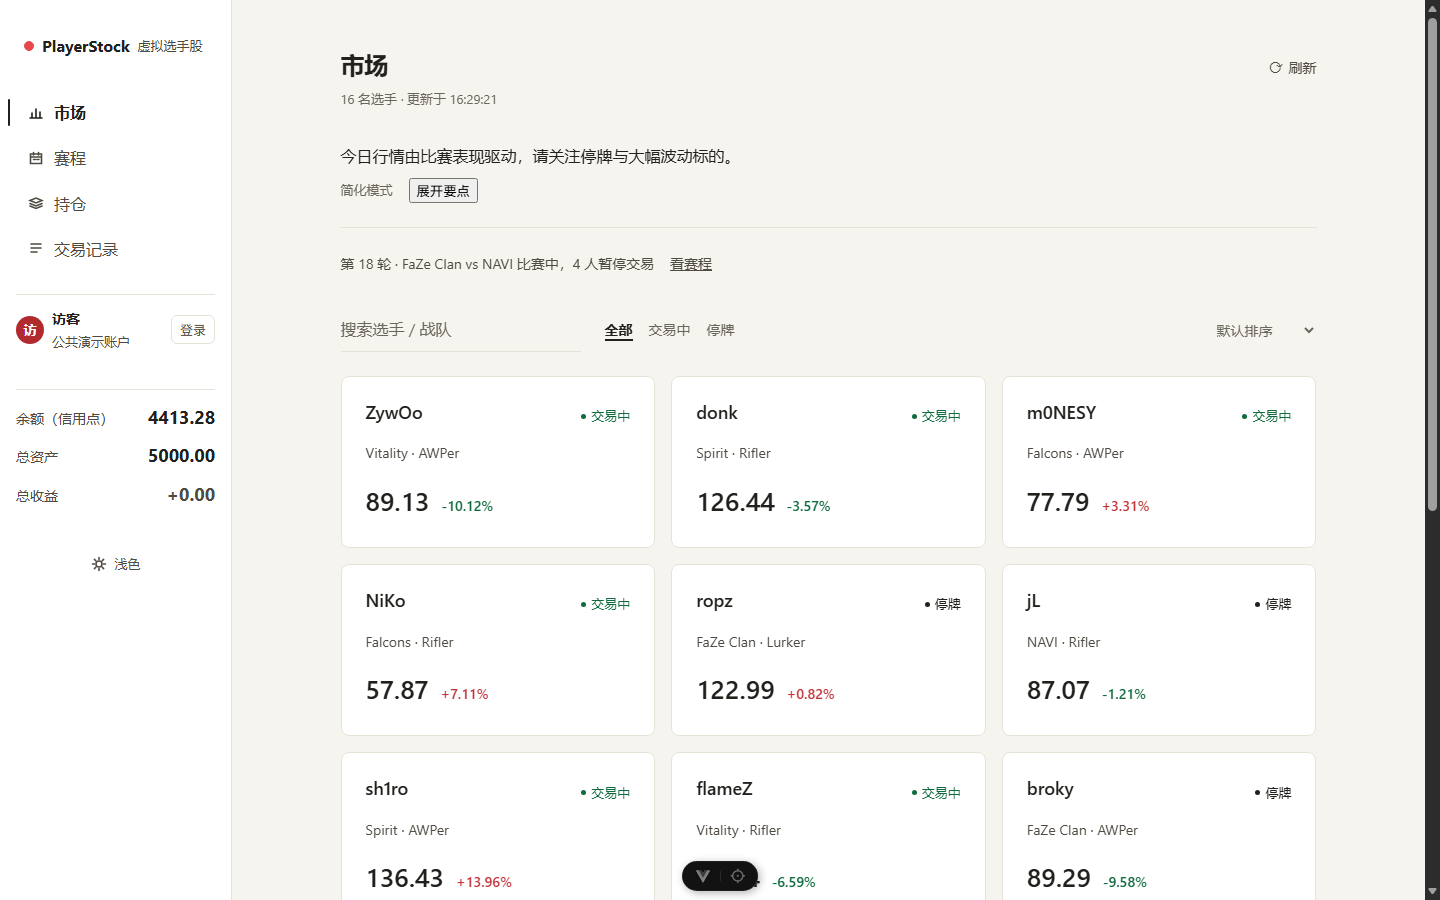 PlayerStock 虚拟选手股
市场
赛程
持仓
交易记录
访
访客
公共演示账户
登录
余额（信用点） 4413.28
总资产 5000.00
总收益 +0.00
浅色
市场
刷新
16 名选手 · 更新于 16:29:21
今日行情由比赛表现驱动，请关注停牌与大幅波动标的。
简化模式 展开要点
第 18 轮 · FaZe Clan vs NAVI 比赛中，4 人暂停交易 看赛程
搜索选手 / 战队 全部 交易中 停牌 默认排序
ZywOo 交易中
Vitality · AWPer
89.13 -10.12%
donk 交易中
Spirit · Rifler
126.44 -3.57%
m0NESY 交易中
Falcons · AWPer
77.79 +3.31%
NiKo 交易中
Falcons · Rifler
57.87 +7.11%
ropz 停牌
FaZe Clan · Lurker
122.99 +0.82%
jL 停牌
NAVI · Rifler
87.07 -1.21%
sh1ro 交易中
Spirit · AWPer
136.43 +13.96%
flameZ 交易中
Vitality · Rifler
-6.59%
broky 停牌
FaZe Clan · AWPer
89.29 -9.58%